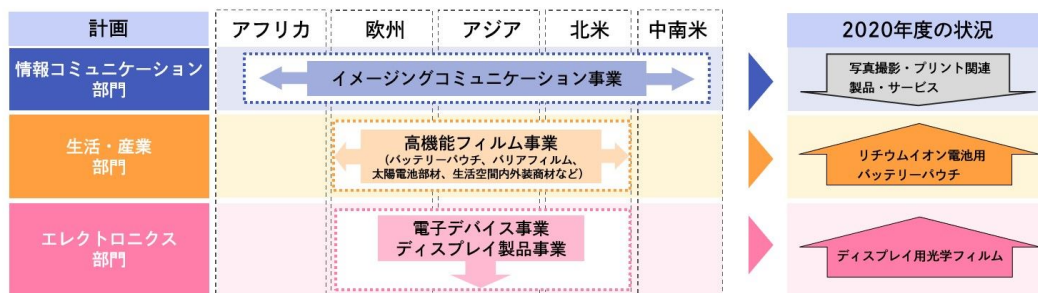 計画
アフリカ
欧州
アジア
北米
中南米
2020年度の状況
情報コミュニケーション
部門
イメージングコミュニケーション事業
写真撮影・プリント関連
製品・サービス
生活・産業
部門
高機能フィルム事業
(バッテリーパウチ、バリアフィルム、
太陽電池部材、生活空間内外装商材など)
リチウムイオン電池用
バッテリーパウチ
エレクトロニクス
部門
電子デバイス事業
ディスプレイ製品事業
ディスプレイ用光学フィルム